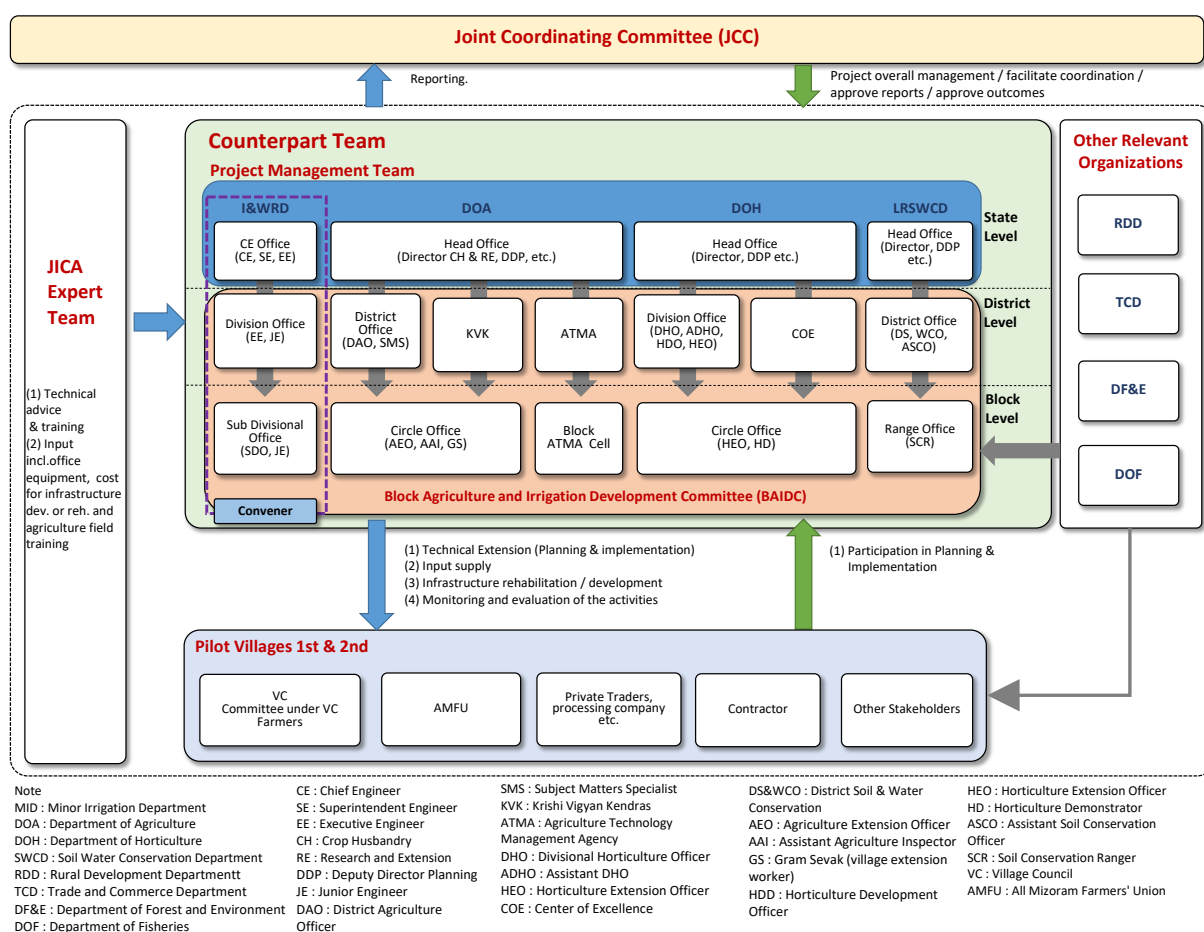 Joint Coordinating Committee (JCC)
Reporting.
Project overall management / facilitate coordination /
approve reports / approve outcomes
JICA
Expert
Team
(1) Technical
advice
& training
(2) Input
incl.office
equipment, cost
for infrastructure
dev. or reh. and
agriculture field
training
Counterpart Team
Project Management Team
I&WRD
DOA
DOH
LRSWCD
State
Level
CE Office
(CE, SE, EE)
Head Office
(Director CH & RE, DDP, etc.)
Head Office
(Director, DDP etc.)
Head Office
(Director, DDP
etc.)
District
Level
Division Office
(EE, JE)
District
Office
(DAO, SMS)
KVK
ATMA
Division Office
(DHO, ADHO,
HDO, HEO)
COE
District Office
(DS, WCO,
ASCO)
Block
Level
Sub Divisional
Office
(SDO, JE)
Circle Office
(AEO, AAI, GS)
Block
ATMA Cell
Circle Office
(HEO, HD)
Range Office
(SCR)
Block Agriculture and Irrigation Development Committee (BAIDC)
Convener
Other Relevant
Organizations
RDD
TCD
DF&E
DOF
(1) Technical Extension (Planning & implementation)
(2) Input supply
(3) Infrastructure rehabilitation / development
(4) Monitoring and evaluation of the activities
(1) Participation in Planning &
Implementation
Pilot Villages 1st & 2nd
VC
Committee under VC
Farmers
AMFU
Private Traders,
processing company
etc.
Contractor
Other Stakeholders
Note
MID : Minor Irrigation Department
DOA : Department of Agriculture
DOH : Department of Horticulture
SWCD : Soil Water Conservation Department
RDD : Rural Development Departmentt
TCD : Trade and Commerce Department
DF&E : Department of Forest and Environment
DOF : Department of Fisheries
CE : Chief Engineer
SE : Superintendent Engineer
EE : Executive Engineer
CH : Crop Husbandry
RE : Research and Extension
DDP : Deputy Director Planning
JE : Junior Engineer
DAO : District Agriculture
Officer
SMS : Subject Matters Specialist
KVK : Krishi Vigyan Kendras
ATMA : Agriculture Technology
Management Agency
DHO : Divisional Horticulture Officer
ADHO : Assistant DHO
HEO : Horticulture Extension Officer
COE : Center of Excellence
DS&WCO : District Soil & Water
Conservation
AEO : Agriculture Extension Officer
AAI : Assistant Agriculture Inspector
GS : Gram Sevak (village extension
worker)
HDD : Horticulture Development
Officer
HEO : Horticulture Extension Officer
HD : Horticulture Demonstrator
ASCO : Assistant Soil Conservation
Officer
SCR : Soil Conservation Ranger
VC : Village Council
AMFU : All Mizoram Farmers' Union